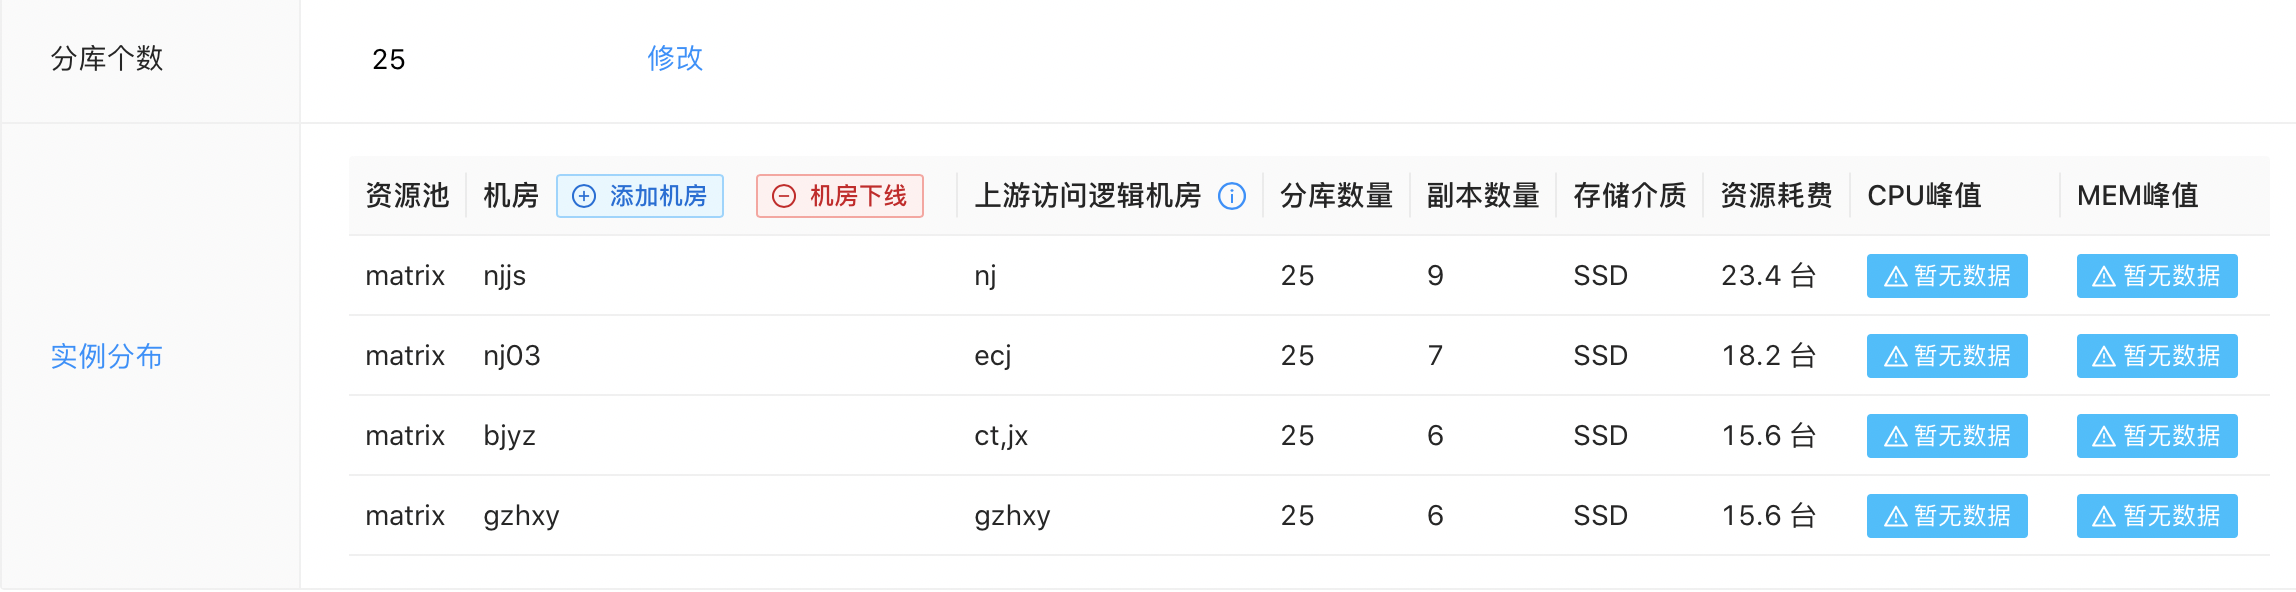 分库个数 25 修改
资源池 机房 添加机房 机房下线 上游访问逻辑机房 分库数量 副本数量 存储介质 资源耗费 CPU峰值 MEM峰值
matrix njjs nj 25 9 SSD 23.4 台 暂无数据 暂无数据
matrix nj03 ecj 25 7 SSD 18.2 台 暂无数据 暂无数据
实例分布
matrix bjyz ct,jx 25 6 SSD 15.6 台 暂无数据 暂无数据
matrix gzhxy gzhxy 25 6 SSD 15.6 台 暂无数据 暂无数据